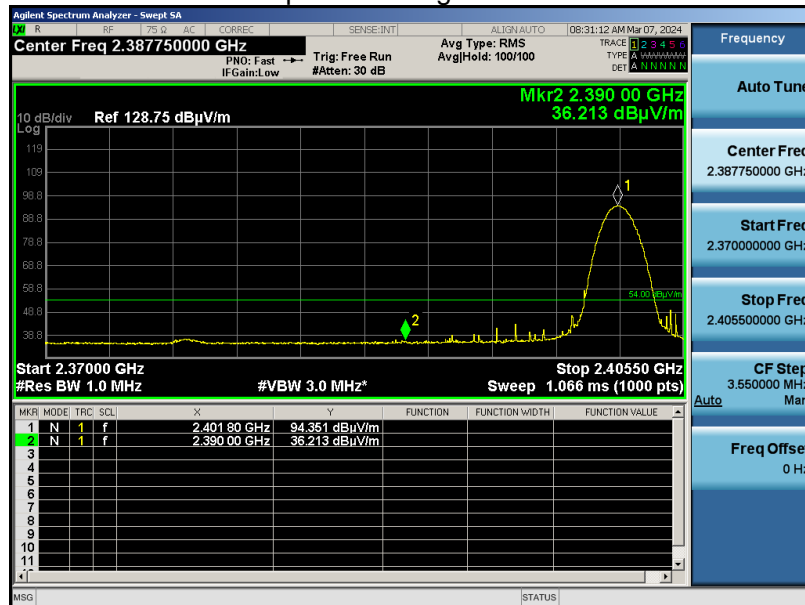 Agilent Spectrum Analyzer - Swept SA
LXI R RF 75 Ω AC CORREC SENSE:INT ALIGN AUTO 08:31:12 AM Mar 07, 2024
Center Freq 2.387750000 GHz
PNO: Fast
IFGain:Low
Trig: Free Run
#Atten: 30 dB
Avg Type: RMS
Avg|Hold: 100/100
TRACE 1 2 3 4 5 6
TYPE A WWWWW
DET A N N N N N
Mkr2 2.390 00 GHz
36.213 dBµV/m
10 dB/div Ref 128.75 dBµV/m
Log
119
109
98.8
88.8
78.8
68.8
58.8
48.8
38.8
1
2
54.00 dBµV/m
Start 2.37000 GHz Stop 2.40550 GHz
#Res BW 1.0 MHz #VBW 3.0 MHz* Sweep 1.066 ms (1000 pts)
MKR MODE TRC SCL X Y FUNCTION FUNCTION WIDTH FUNCTION VALUE
1 N 1 f 2.401 80 GHz 94.351 dBµV/m
2 N 1 f 2.390 00 GHz 36.213 dBµV/m
3
4
5
6
7
8
9
10
11
MSG STATUS
Frequency
Auto Tune
Center Freq
2.387750000 GHz
Start Freq
2.370000000 GHz
Stop Freq
2.405500000 GHz
CF Step
3.550000 MHz
Auto Man
Freq Offset
0 Hz